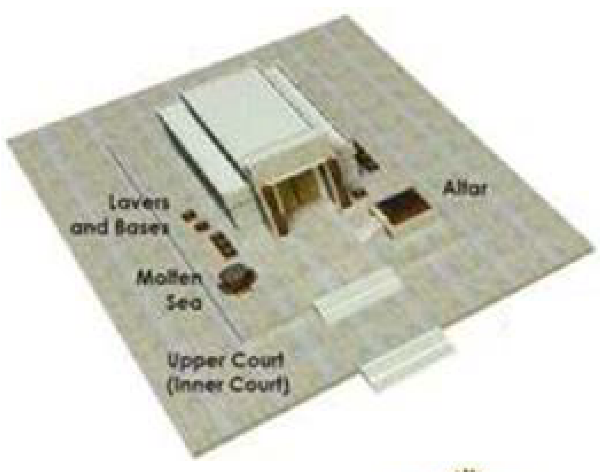 Lavers
and Bases
Altar
Molten
Sea
Upper Court
(Inner Court)